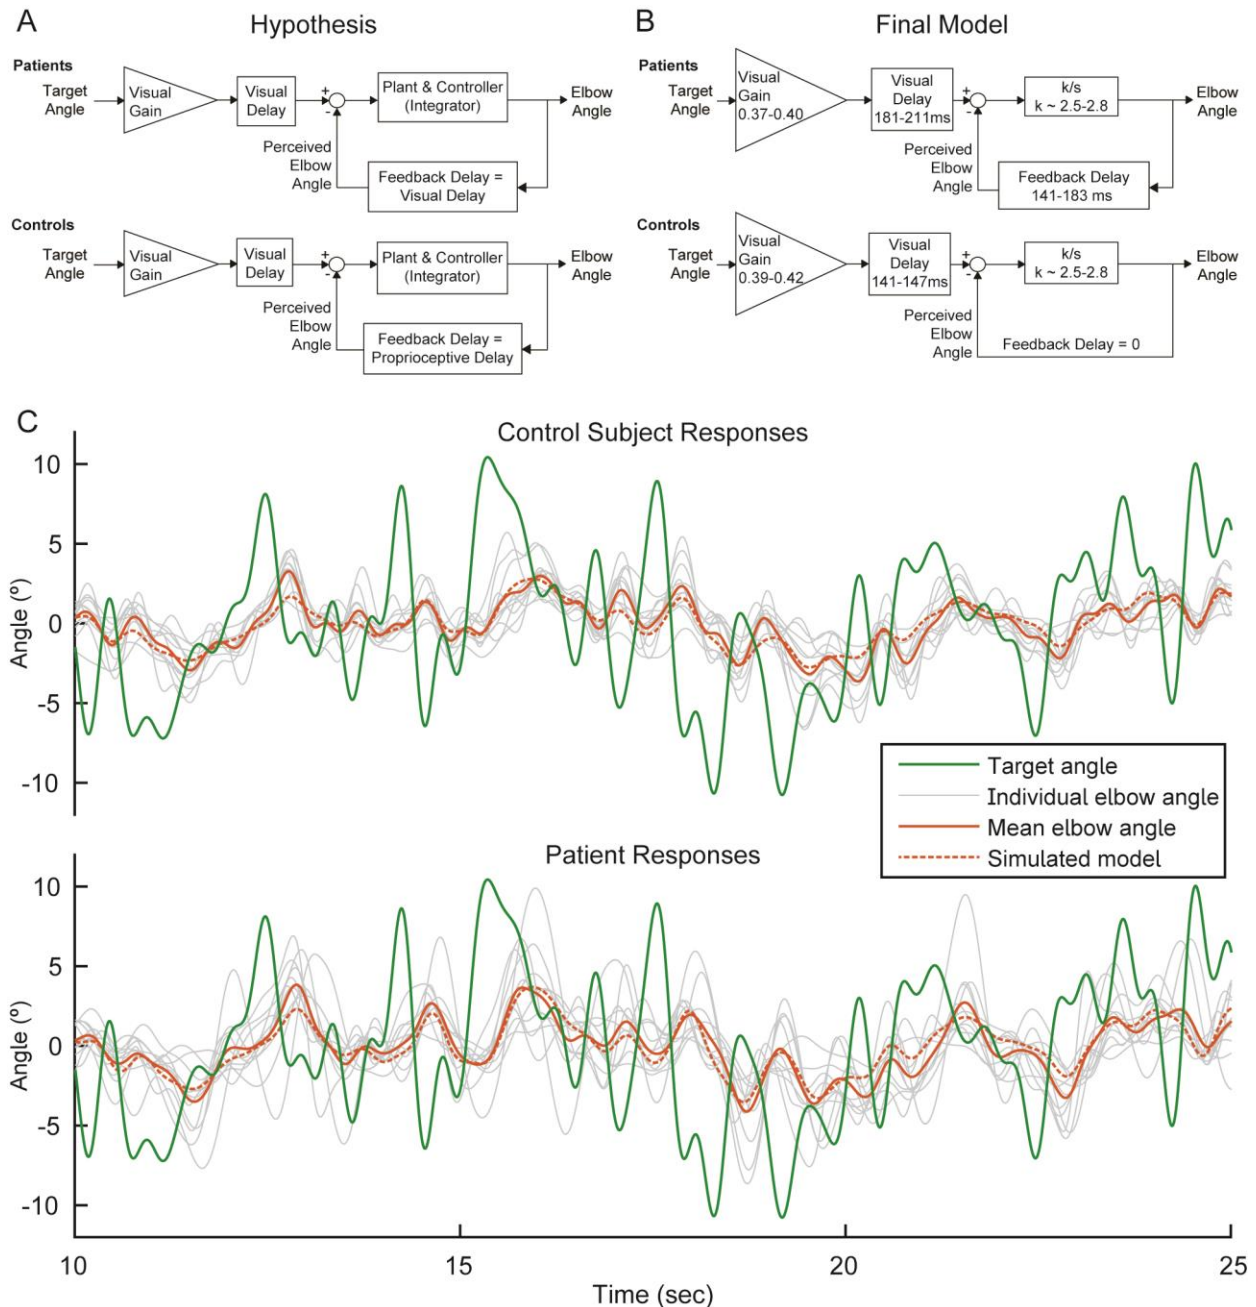 A
Hypothesis
Patients
Target
Angle
Visual
Gain
Visual
Delay
+
-
Plant & Controller
(Integrator)
Elbow
Angle
Perceived
Elbow
Angle
Feedback Delay =
Visual Delay
Controls
Target
Angle
Visual
Gain
Visual
Delay
+
-
Plant & Controller
(Integrator)
Elbow
Angle
Perceived
Elbow
Angle
Feedback Delay =
Proprioceptive Delay
B
Final Model
Patients
Target
Angle
Visual
Gain
0.37-0.40
Visual
Delay
181-211ms
+
-
k/s
k ~ 2.5-2.8
Elbow
Angle
Perceived
Elbow
Angle
Feedback Delay
141-183 ms
Controls
Target
Angle
Visual
Gain
0.39-0.42
Visual
Delay
141-147ms
+
-
k/s
k ~ 2.5-2.8
Elbow
Angle
Perceived
Elbow
Angle
Feedback Delay = 0
C
Control Subject Responses
10
5
0
-5
-10
Angle (º)
Target angle
Individual elbow angle
Mean elbow angle
Simulated model
Patient Responses
10
5
0
-5
-10
Angle (º)
10
15
20
25
Time (sec)